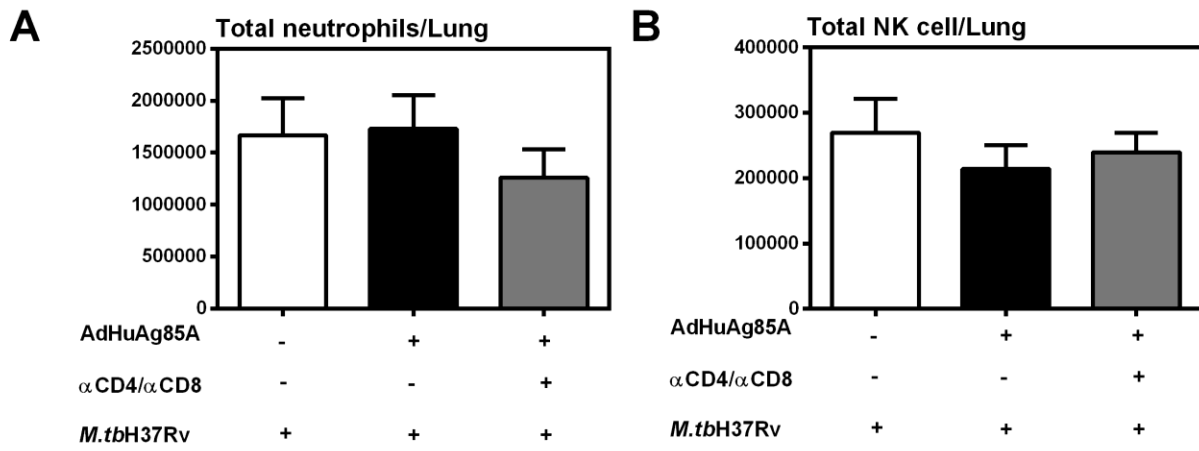 A
Total neutrophils/Lung
2500000
2000000
1500000
1000000
500000
0
AdHuAg85A - + +
αCD4/αCD8 - - +
M.tbH37Rv + + +
B
Total NK cell/Lung
400000
300000
200000
100000
0
AdHuAg85A - + +
αCD4/αCD8 - - +
M.tbH37Rv + + +